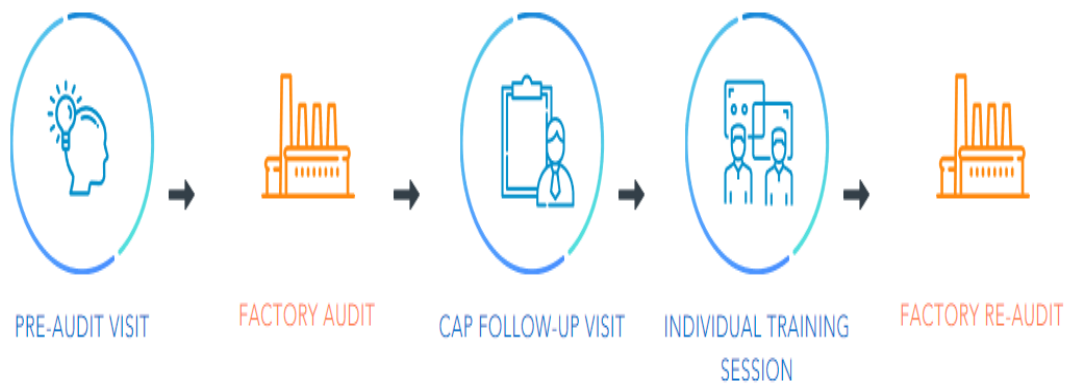 PRE-AUDIT VISIT
FACTORY AUDIT
CAP FOLLOW-UP VISIT
INDIVIDUAL TRAINING
SESSION
FACTORY RE-AUDIT